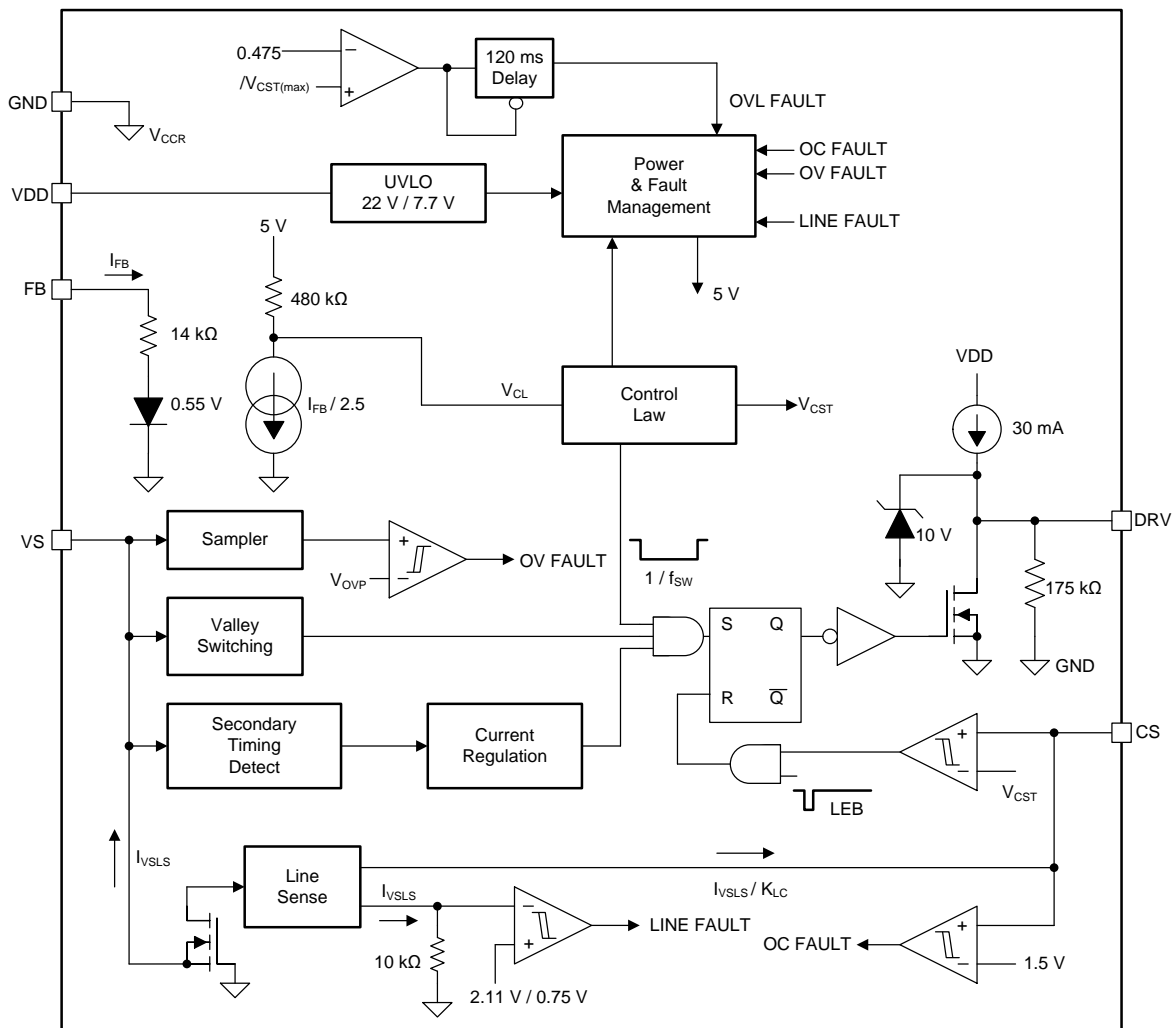 0.475
/VCST(max)
120 ms
Delay
OVL FAULT
GND
VCCR
VDD
UVLO
22 V / 7.7 V
Power
& Fault
Management
OC FAULT
OV FAULT
LINE FAULT
5 V
5 V
IFB
FB
480 kΩ
14 kΩ
0.55 V
IFB / 2.5
VCL
Control
Law
VCST
VDD
30 mA
VS
Sampler
VOVP
OV FAULT
1 / fSW
10 V
DRV
175 kΩ
GND
Valley
Switching
S
Q
R
Q
Secondary
Timing
Detect
Current
Regulation
CS
VCST
LEB
IVSLS
Line
Sense
IVSLS
IVSLS / KLC
10 kΩ
2.11 V / 0.75 V
LINE FAULT
OC FAULT
1.5 V
+
−
+
−
+
−
+
−
+
−